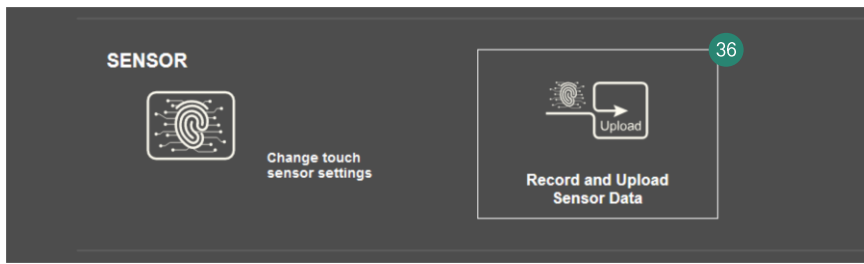 SENSOR
Change touch
sensor settings
36
Upload
Record and Upload
Sensor Data